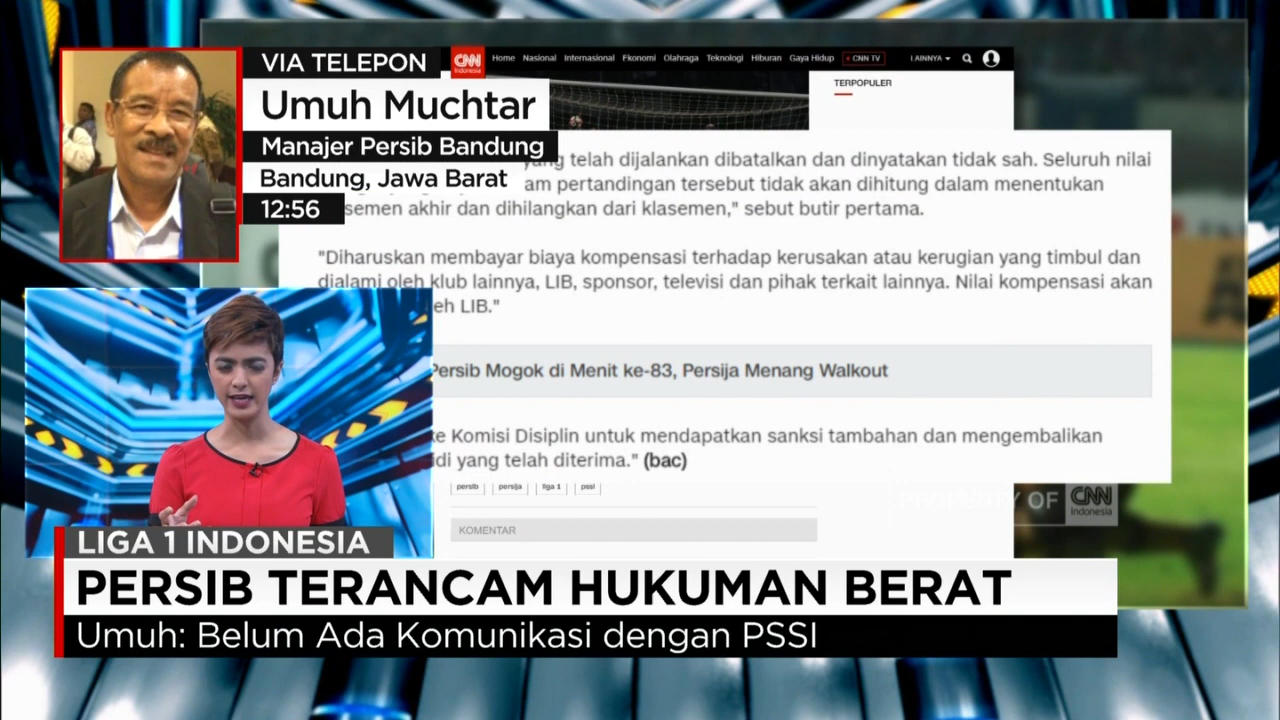 VIA TELEPON
Umuh Muchtar
Manajer Persib Bandung
Bandung, Jawa Barat
12:56
CNN Indonesia
Home Nasional Internasional Ekonomi Olahraga Teknologi Hiburan Gaya Hidup CNN TV LAINNYA
TERPOPULER
yang telah dijalankan dibatalkan dan dinyatakan tidak sah. Seluruh nilai
pertandingan tersebut tidak akan dihitung dalam menentukan
semen akhir dan dihilangkan dari klasemen," sebut butir pertama.
"Diharuskan membayar biaya kompensasi terhadap kerusakan atau kerugian yang timbul dan
dialami oleh klub lainnya, LIB, sponsor, televisi dan pihak terkait lainnya. Nilai kompensasi akan
eh LIB."
Persib Mogok di Menit ke-83, Persija Menang Walkout
ke Komisi Disiplin untuk mendapatkan sanksi tambahan dan mengembalikan
idi yang telah diterima." (bac)
persib persija liga 1 pssi
KOMENTAR
PROPERTY OF CNN Indonesia
LIGA 1 INDONESIA
PERSIB TERANCAM HUKUMAN BERAT
Umuh: Belum Ada Komunikasi dengan PSSI